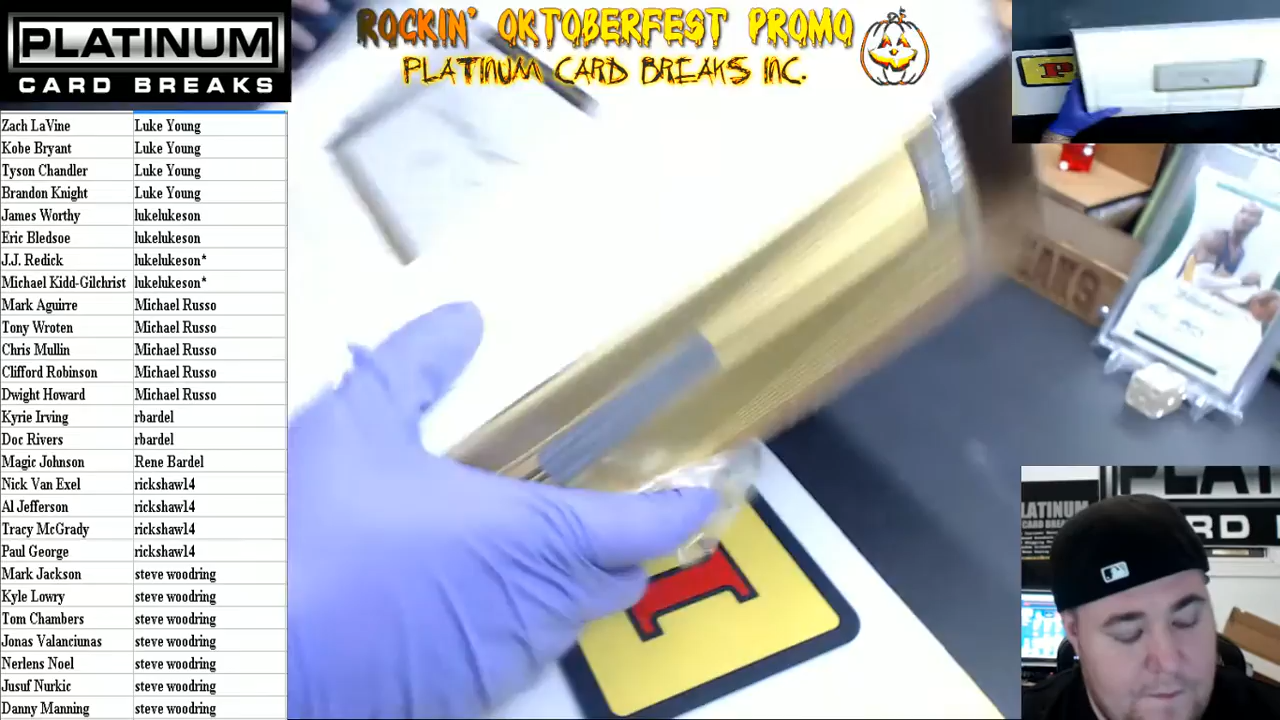 PLATINUM
CARD BREAKS
ROCKIN' OKTOBERFEST PROMO
PLATINUM CARD BREAKS INC.
Zach LaVine Luke Young
Kobe Bryant Luke Young
Tyson Chandler Luke Young
Brandon Knight Luke Young
James Worthy lukelukeson
Eric Bledsoe lukelukeson
J.J. Redick lukelukeson*
Michael Kidd-Gilchrist lukelukeson*
Mark Aguirre Michael Russo
Tony Wroten Michael Russo
Chris Mullin Michael Russo
Clifford Robinson Michael Russo
Dwight Howard Michael Russo
Kyrie Irving rbardel
Doc Rivers rbardel
Magic Johnson Rene Bardel
Nick Van Exel rickshaw14
Al Jefferson rickshaw14
Tracy McGrady rickshaw14
Paul George rickshaw14
Mark Jackson steve woodring
Kyle Lowry steve woodring
Tom Chambers steve woodring
Jonas Valanciunas steve woodring
Nerlens Noel steve woodring
Jusuf Nurkic steve woodring
Danny Manning steve woodring
P
PLAT
RD
PLATINUM
CARD BREAKS